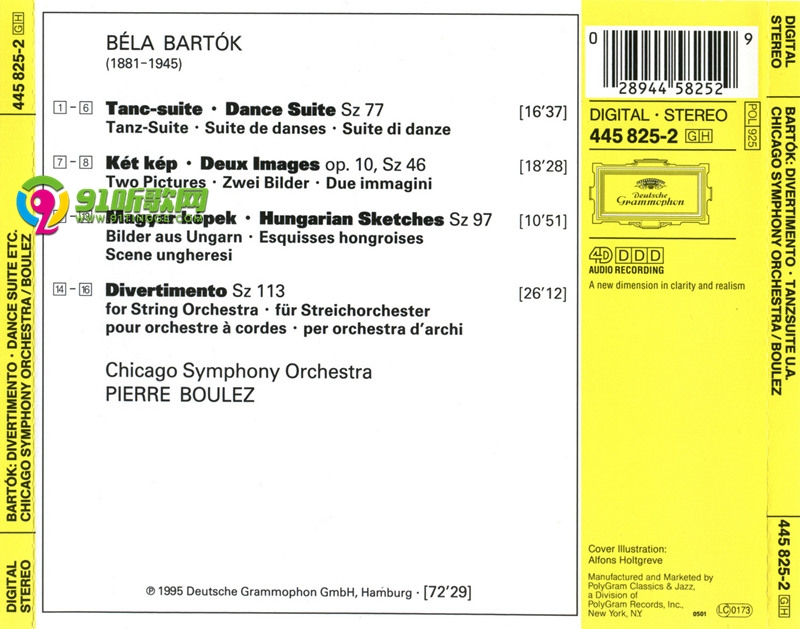 BARTÓK: DIVERTIMENTO · DANCE SUITE ETC.
CHICAGO SYMPHONY ORCHESTRA / BOULEZ
445 825-2 GH
DIGITAL
STEREO
BÉLA BARTÓK
(1881–1945)
1 – 6 Tanc-suite · Dance Suite Sz 77 [16'37]
Tanz-Suite · Suite de danses · Suite di danze
7 – 8 Két kép · Deux Images op. 10, Sz 46 [18'28]
Two Pictures · Zwei Bilder · Due immagini
– 13 Magyar képek · Hungarian Sketches Sz 97 [10'51]
Bilder aus Ungarn · Esquisses hongroises
Scene ungheresi
14 – 16 Divertimento Sz 113 [26'12]
for String Orchestra · für Streichorchester
pour orchestre à cordes · per orchestra d'archi
Chicago Symphony Orchestra
PIERRE BOULEZ
℗ 1995 Deutsche Grammophon GmbH, Hamburg · [72'29]
91听歌网
0 28944 58252 9
DIGITAL · STEREO
445 825-2 GH
POL 925
Deutsche
Grammophon
4D DDD
AUDIO RECORDING
A new dimension in clarity and realism
Cover Illustration:
Alfons Holtgreve
Manufactured and Marketed by
PolyGram Classics & Jazz,
a Division of
PolyGram Records, Inc.,
New York, NY
0501 LC 0173
DIGITAL
STEREO
BARTÓK: DIVERTIMENTO · TANZSUITE U.A.
CHICAGO SYMPHONY ORCHESTRA / BOULEZ
445 825-2 GH